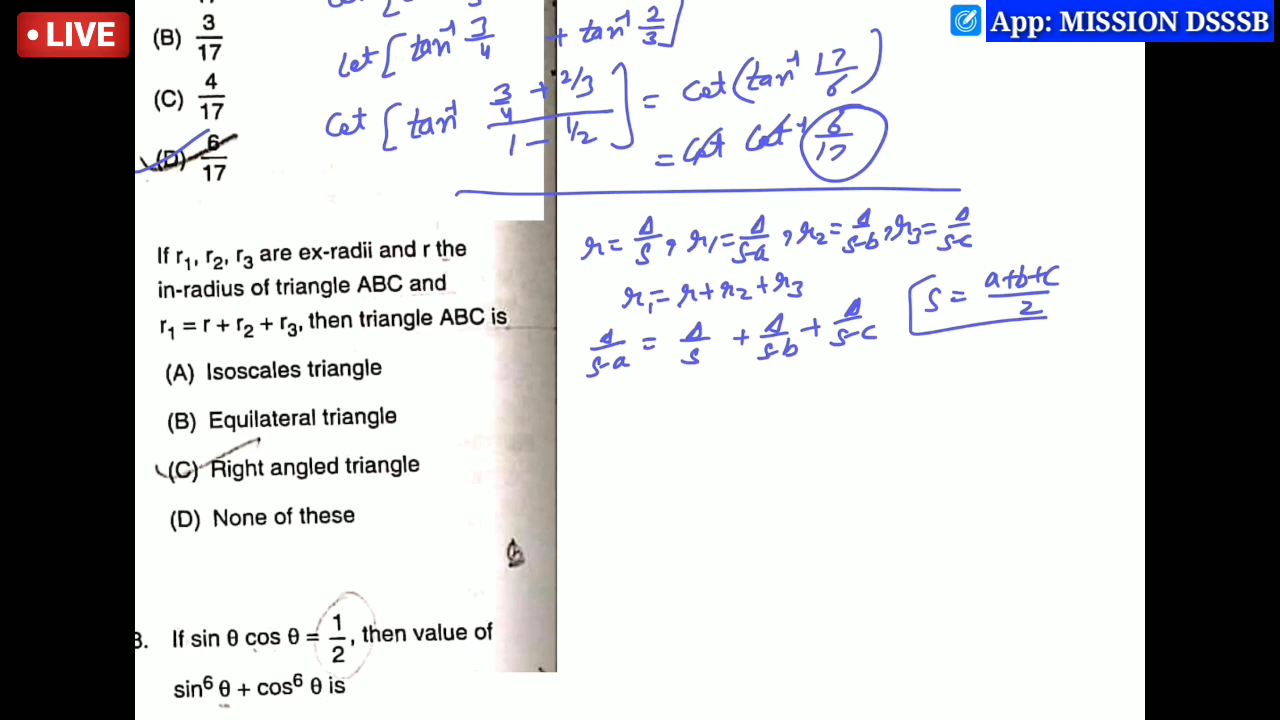 • LIVE
App: MISSION DSSSB
(B) 3/17
(C) 4/17
(D) 6/17
cot [tan⁻¹ 3/4 + tan⁻¹ 2/3]
cot [tan⁻¹ (3/4 + 2/3)/(1 - 1/2)] = cot (tan⁻¹ 17/6)
= cot cot⁻¹ 6/17
If r₁, r₂, r₃ are ex-radii and r the
in-radius of triangle ABC and
r₁ = r + r₂ + r₃, then triangle ABC is
(A) Isoscales triangle
(B) Equilateral triangle
(C) Right angled triangle
(D) None of these
r = Δ/s, r₁ = Δ/s-a, r₂ = Δ/s-b, r₃ = Δ/s-c
r₁ = r + r₂ + r₃
Δ/s-a = Δ/s + Δ/s-b + Δ/s-c
s = a+b+c/2
3. If sin θ cos θ = 1/2, then value of
sin⁶ θ + cos⁶ θ is